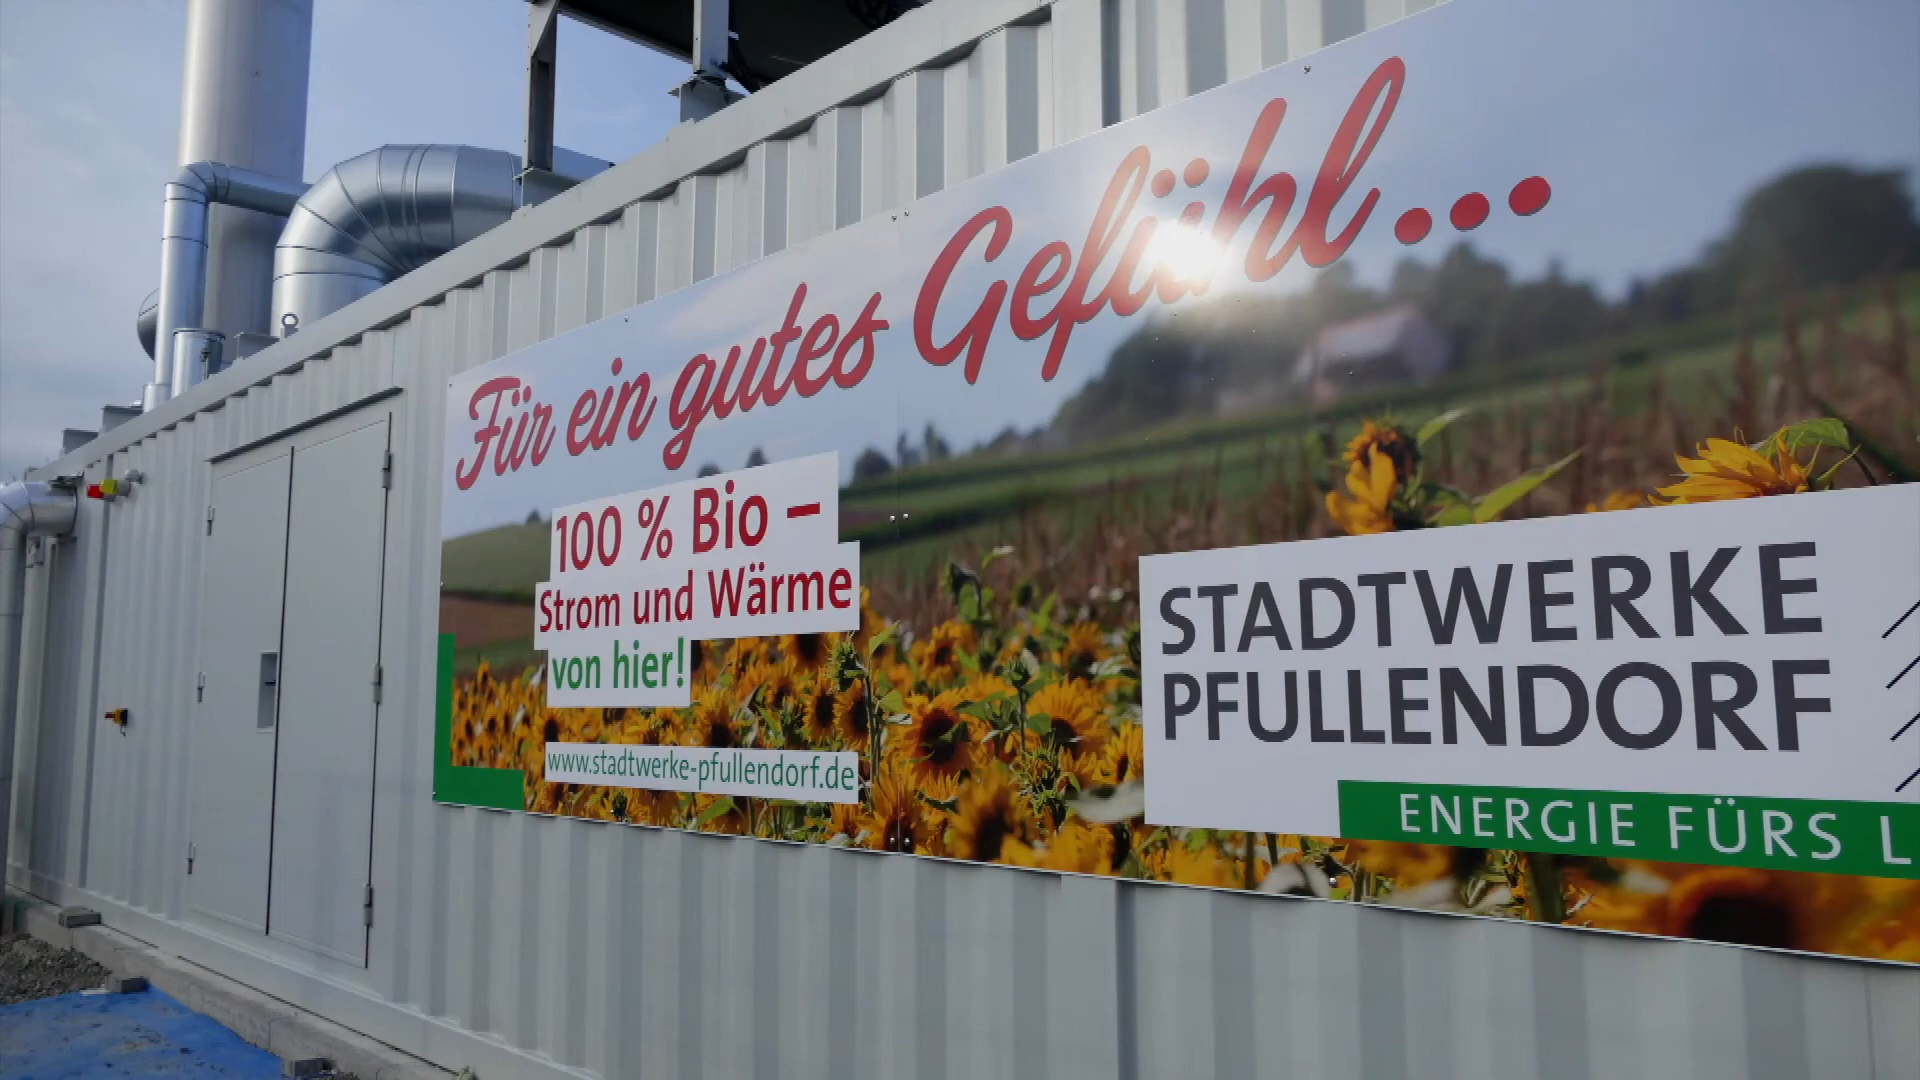 Für ein gutes Gefühl...
100 % Bio –
Strom und Wärme
von hier!
www.stadtwerke-pfullendorf.de
STADTWERKE
PFULLENDORF
ENERGIE FÜRS L